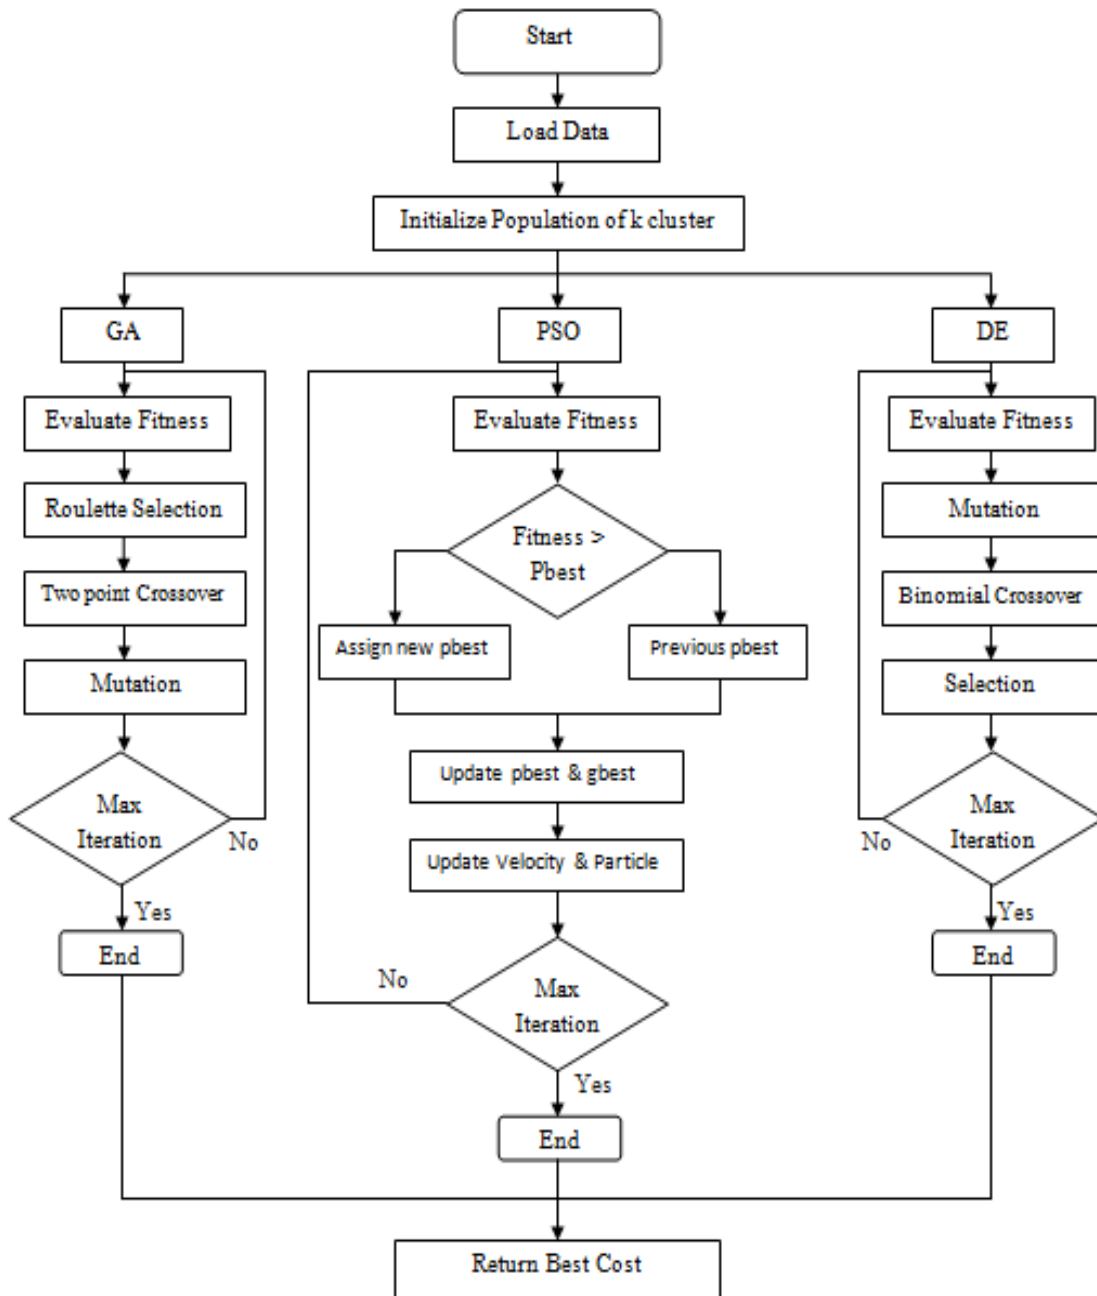 Start
Load Data
Initialize Population of k cluster
GA
PSO
DE
Evaluate Fitness
Evaluate Fitness
Evaluate Fitness
Roulette Selection
Fitness >
Pbest
Mutation
Two point Crossover
Binomial Crossover
Assign new pbest
Previous pbest
Mutation
Selection
Update pbest & gbest
Max
Iteration
No
Max
Iteration
No
Update Velocity & Particle
Yes
Yes
End
End
No
Max
Iteration
Yes
End
Return Best Cost